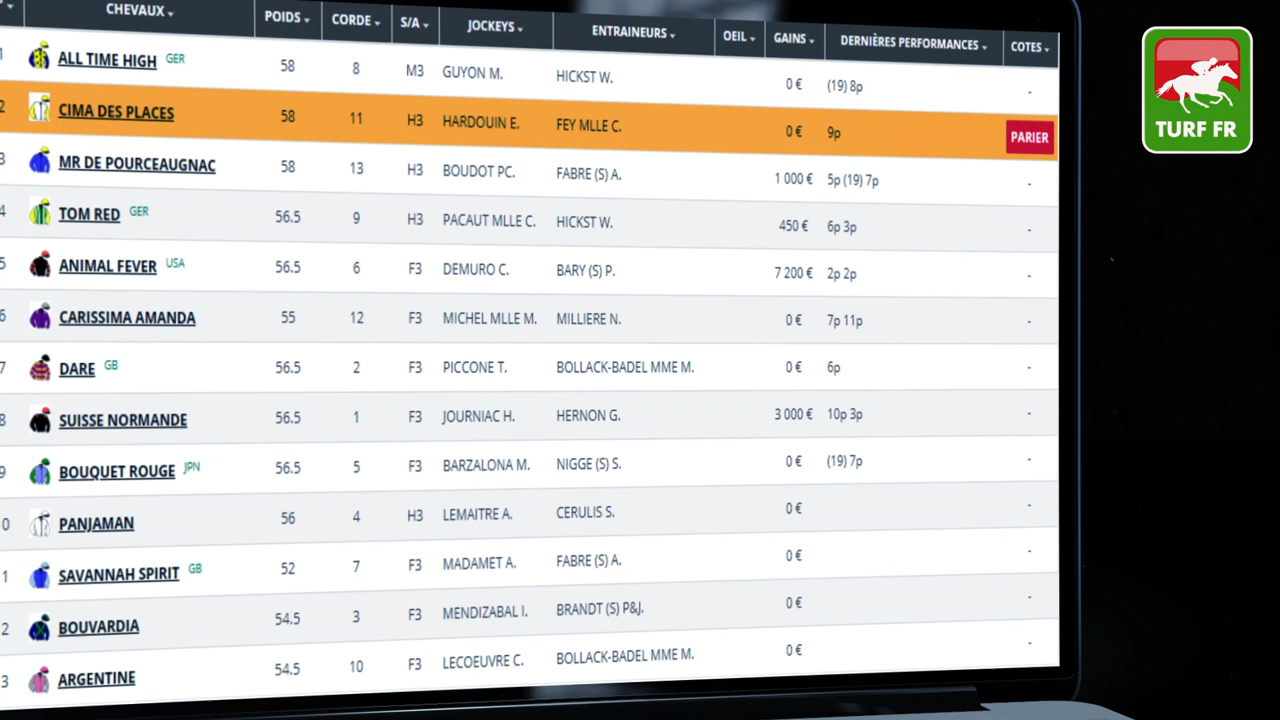 CHEVAUX POIDS CORDE S/A JOCKEYS ENTRAINEURS OEIL GAINS DERNIÈRES PERFORMANCES COTES
1 ALL TIME HIGH GER 58 8 M3 GUYON M. HICKST W. 0 € (19) 8p -
2 CIMA DES PLACES 58 11 H3 HARDOUIN E. FEY MLLE C. 0 € 9p PARIER
3 MR DE POURCEAUGNAC 58 13 H3 BOUDOT PC. FABRE (S) A. 1 000 € 5p (19) 7p -
4 TOM RED GER 56.5 9 H3 PACAUT MLLE C. HICKST W. 450 € 6p 3p -
5 ANIMAL FEVER USA 56.5 6 F3 DEMURO C. BARY (S) P. 7 200 € 2p 2p -
6 CARISSIMA AMANDA 55 12 F3 MICHEL MLLE M. MILLIERE N. 0 € 7p 11p -
7 DARE GB 56.5 2 F3 PICCONE T. BOLLACK-BADEL MME M. 0 € 6p -
8 SUISSE NORMANDE 56.5 1 F3 JOURNIAC H. HERNON G. 3 000 € 10p 3p -
9 BOUQUET ROUGE JPN 56.5 5 F3 BARZALONA M. NIGGE (S) S. 0 € (19) 7p -
0 PANJAMAN 56 4 H3 LEMAITRE A. CERULIS S. 0 € -
1 SAVANNAH SPIRIT GB 52 7 F3 MADAMET A. FABRE (S) A. 0 € -
2 BOUVARDIA 54.5 3 F3 MENDIZABAL I. BRANDT (S) P&J. 0 € -
3 ARGENTINE 54.5 10 F3 LECOEUVRE C. BOLLACK-BADEL MME M. 0 € -
TURF FR